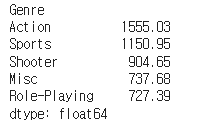 Genre
Action 1555.03
Sports 1150.95
Shooter 904.65
Misc 737.68
Role-Playing 727.39
dtype: float64